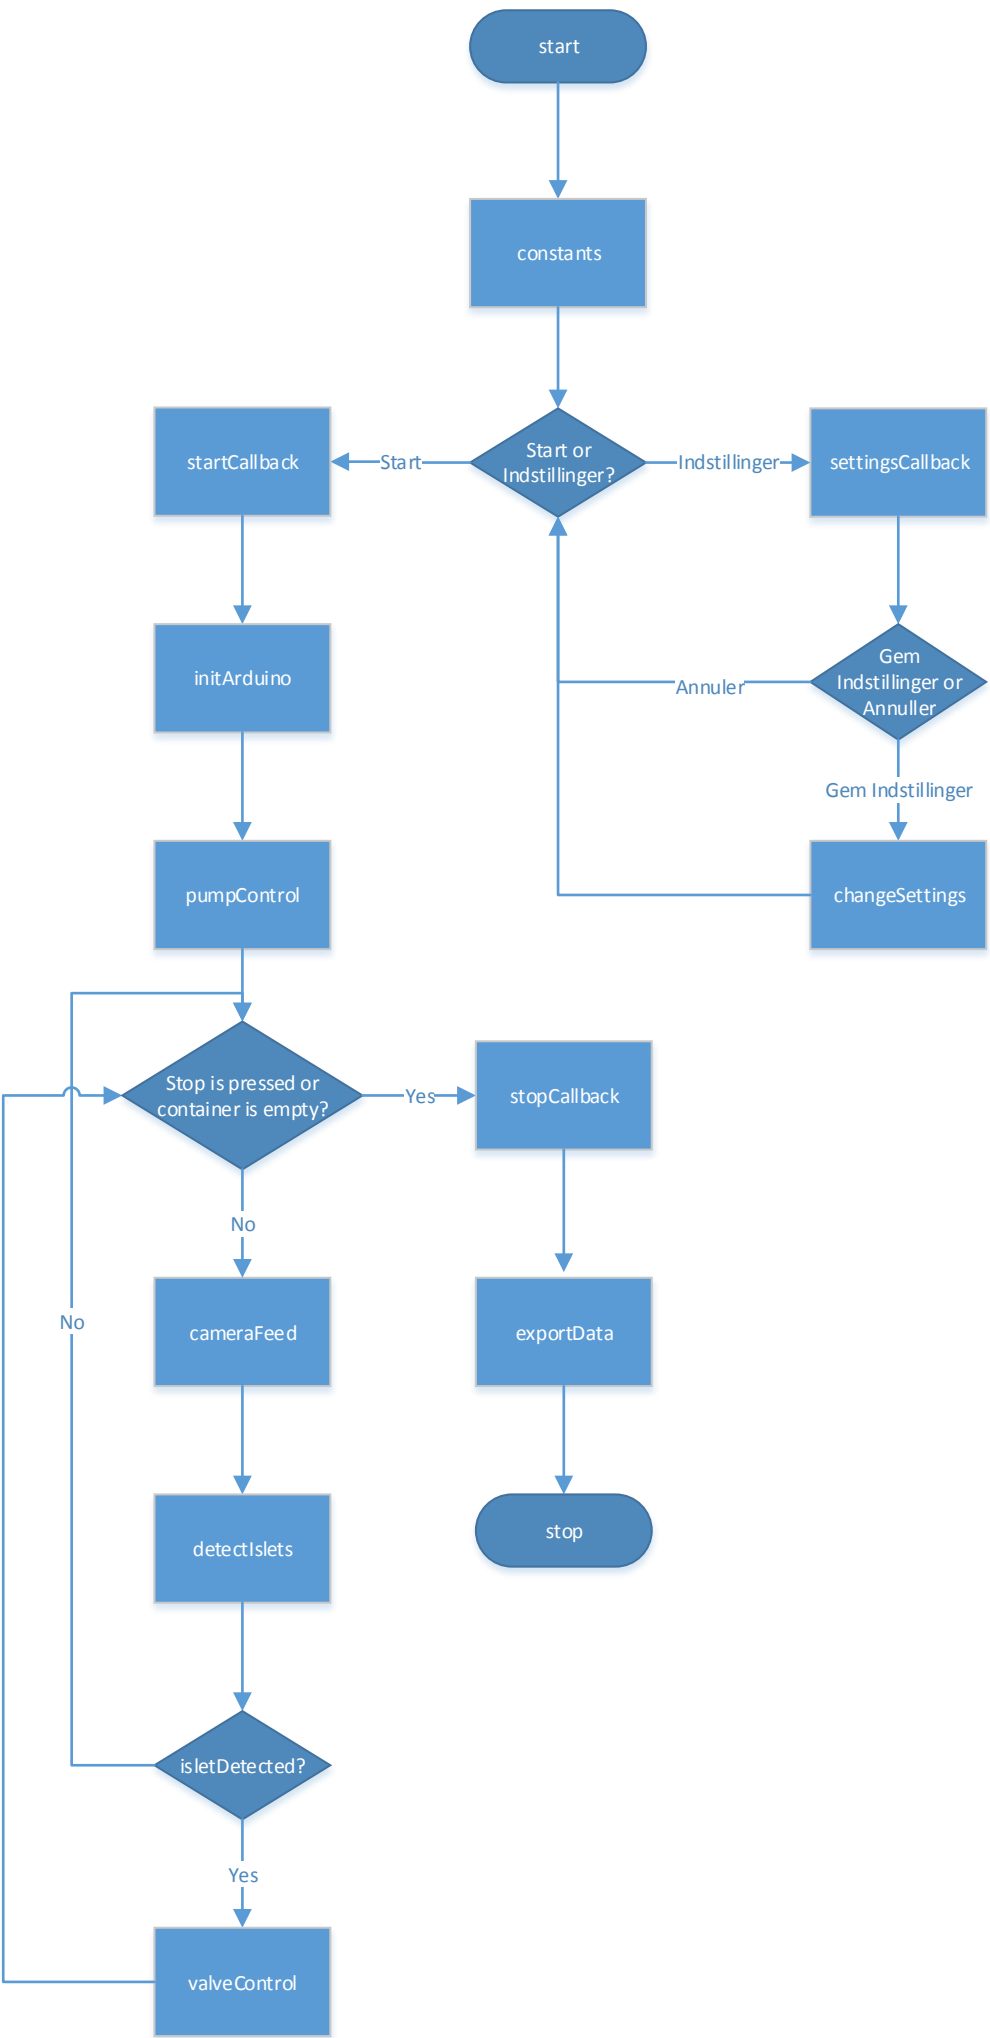 start
constants
Start or
Indstillinger?
Start
Indstillinger
startCallback
settingsCallback
initArduino
Gem
Indstillinger or
Annuller
Annuler
Gem Indstillinger
pumpControl
changeSettings
Stop is pressed or
container is empty?
Yes
stopCallback
No
cameraFeed
exportData
No
detectIslets
stop
isletDetected?
Yes
valveControl